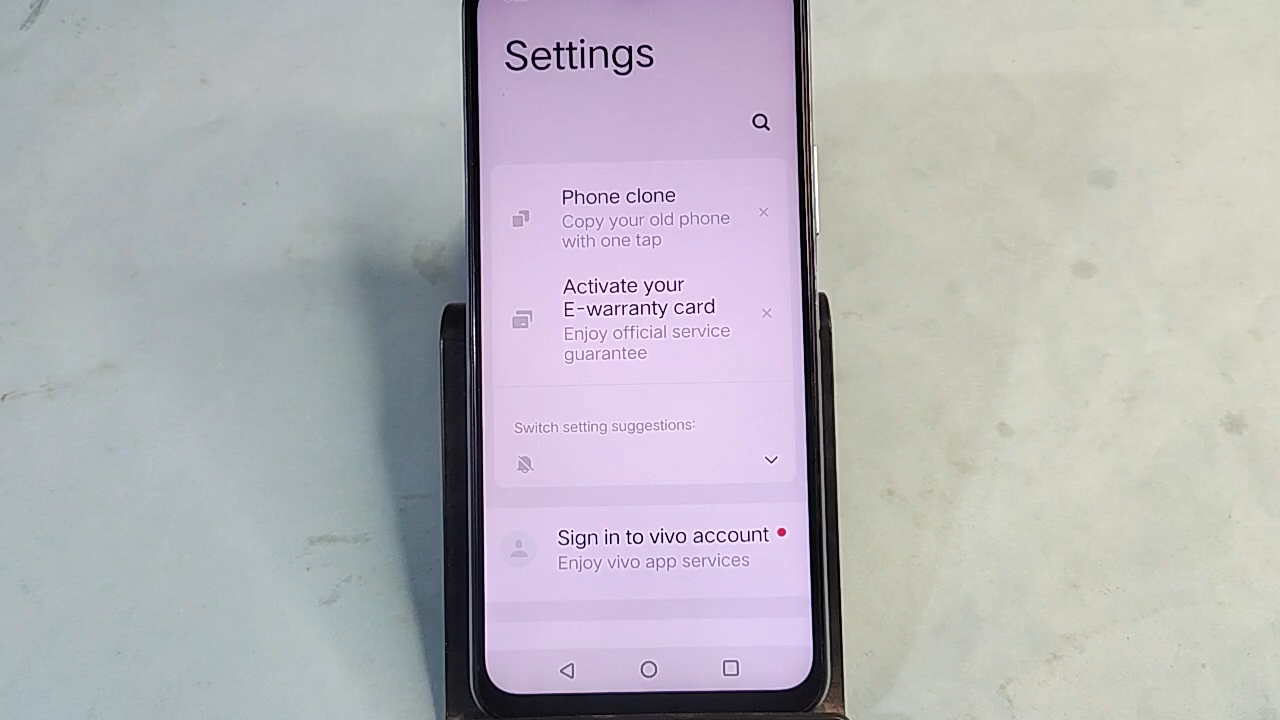 Settings
Phone clone
Copy your old phone
with one tap
Activate your
E-warranty card
Enjoy official service
guarantee
Switch setting suggestions:
Sign in to vivo account
Enjoy vivo app services